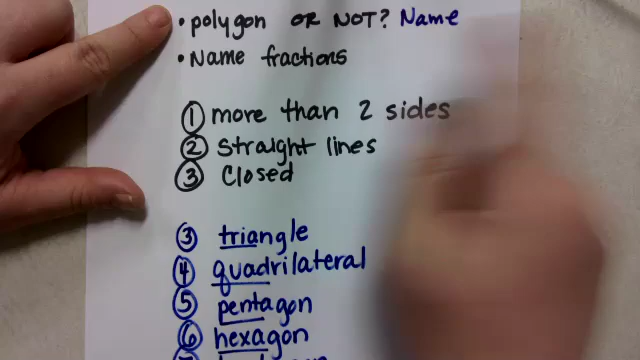 • polygon OR NOT? Name
• Name fractions
① more than 2 sides
② straight lines
③ closed
③ triangle
④ quadrilateral
⑤ pentagon
⑥ hexagon